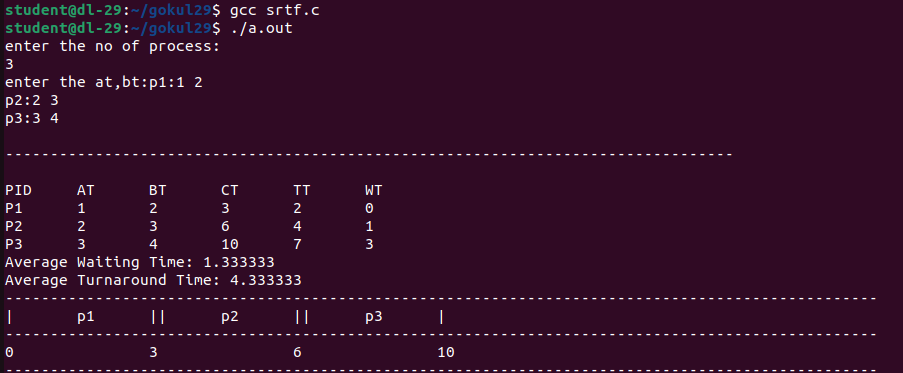 student@dl-29:~/gokul29$ gcc srtf.c
student@dl-29:~/gokul29$ ./a.out
enter the no of process:
3
enter the at,bt:p1:1 2
p2:2 3
p3:3 4
---------------------------------------------------------------------------------
PID AT BT CT TT WT
P1 1 2 3 2 0
P2 2 3 6 4 1
P3 3 4 10 7 3
Average Waiting Time: 1.333333
Average Turnaround Time: 4.333333
-------------------------------------------------------------------------------------------------
| p1 || p2 || p3 |
-------------------------------------------------------------------------------------------------
0 3 6 10
-------------------------------------------------------------------------------------------------